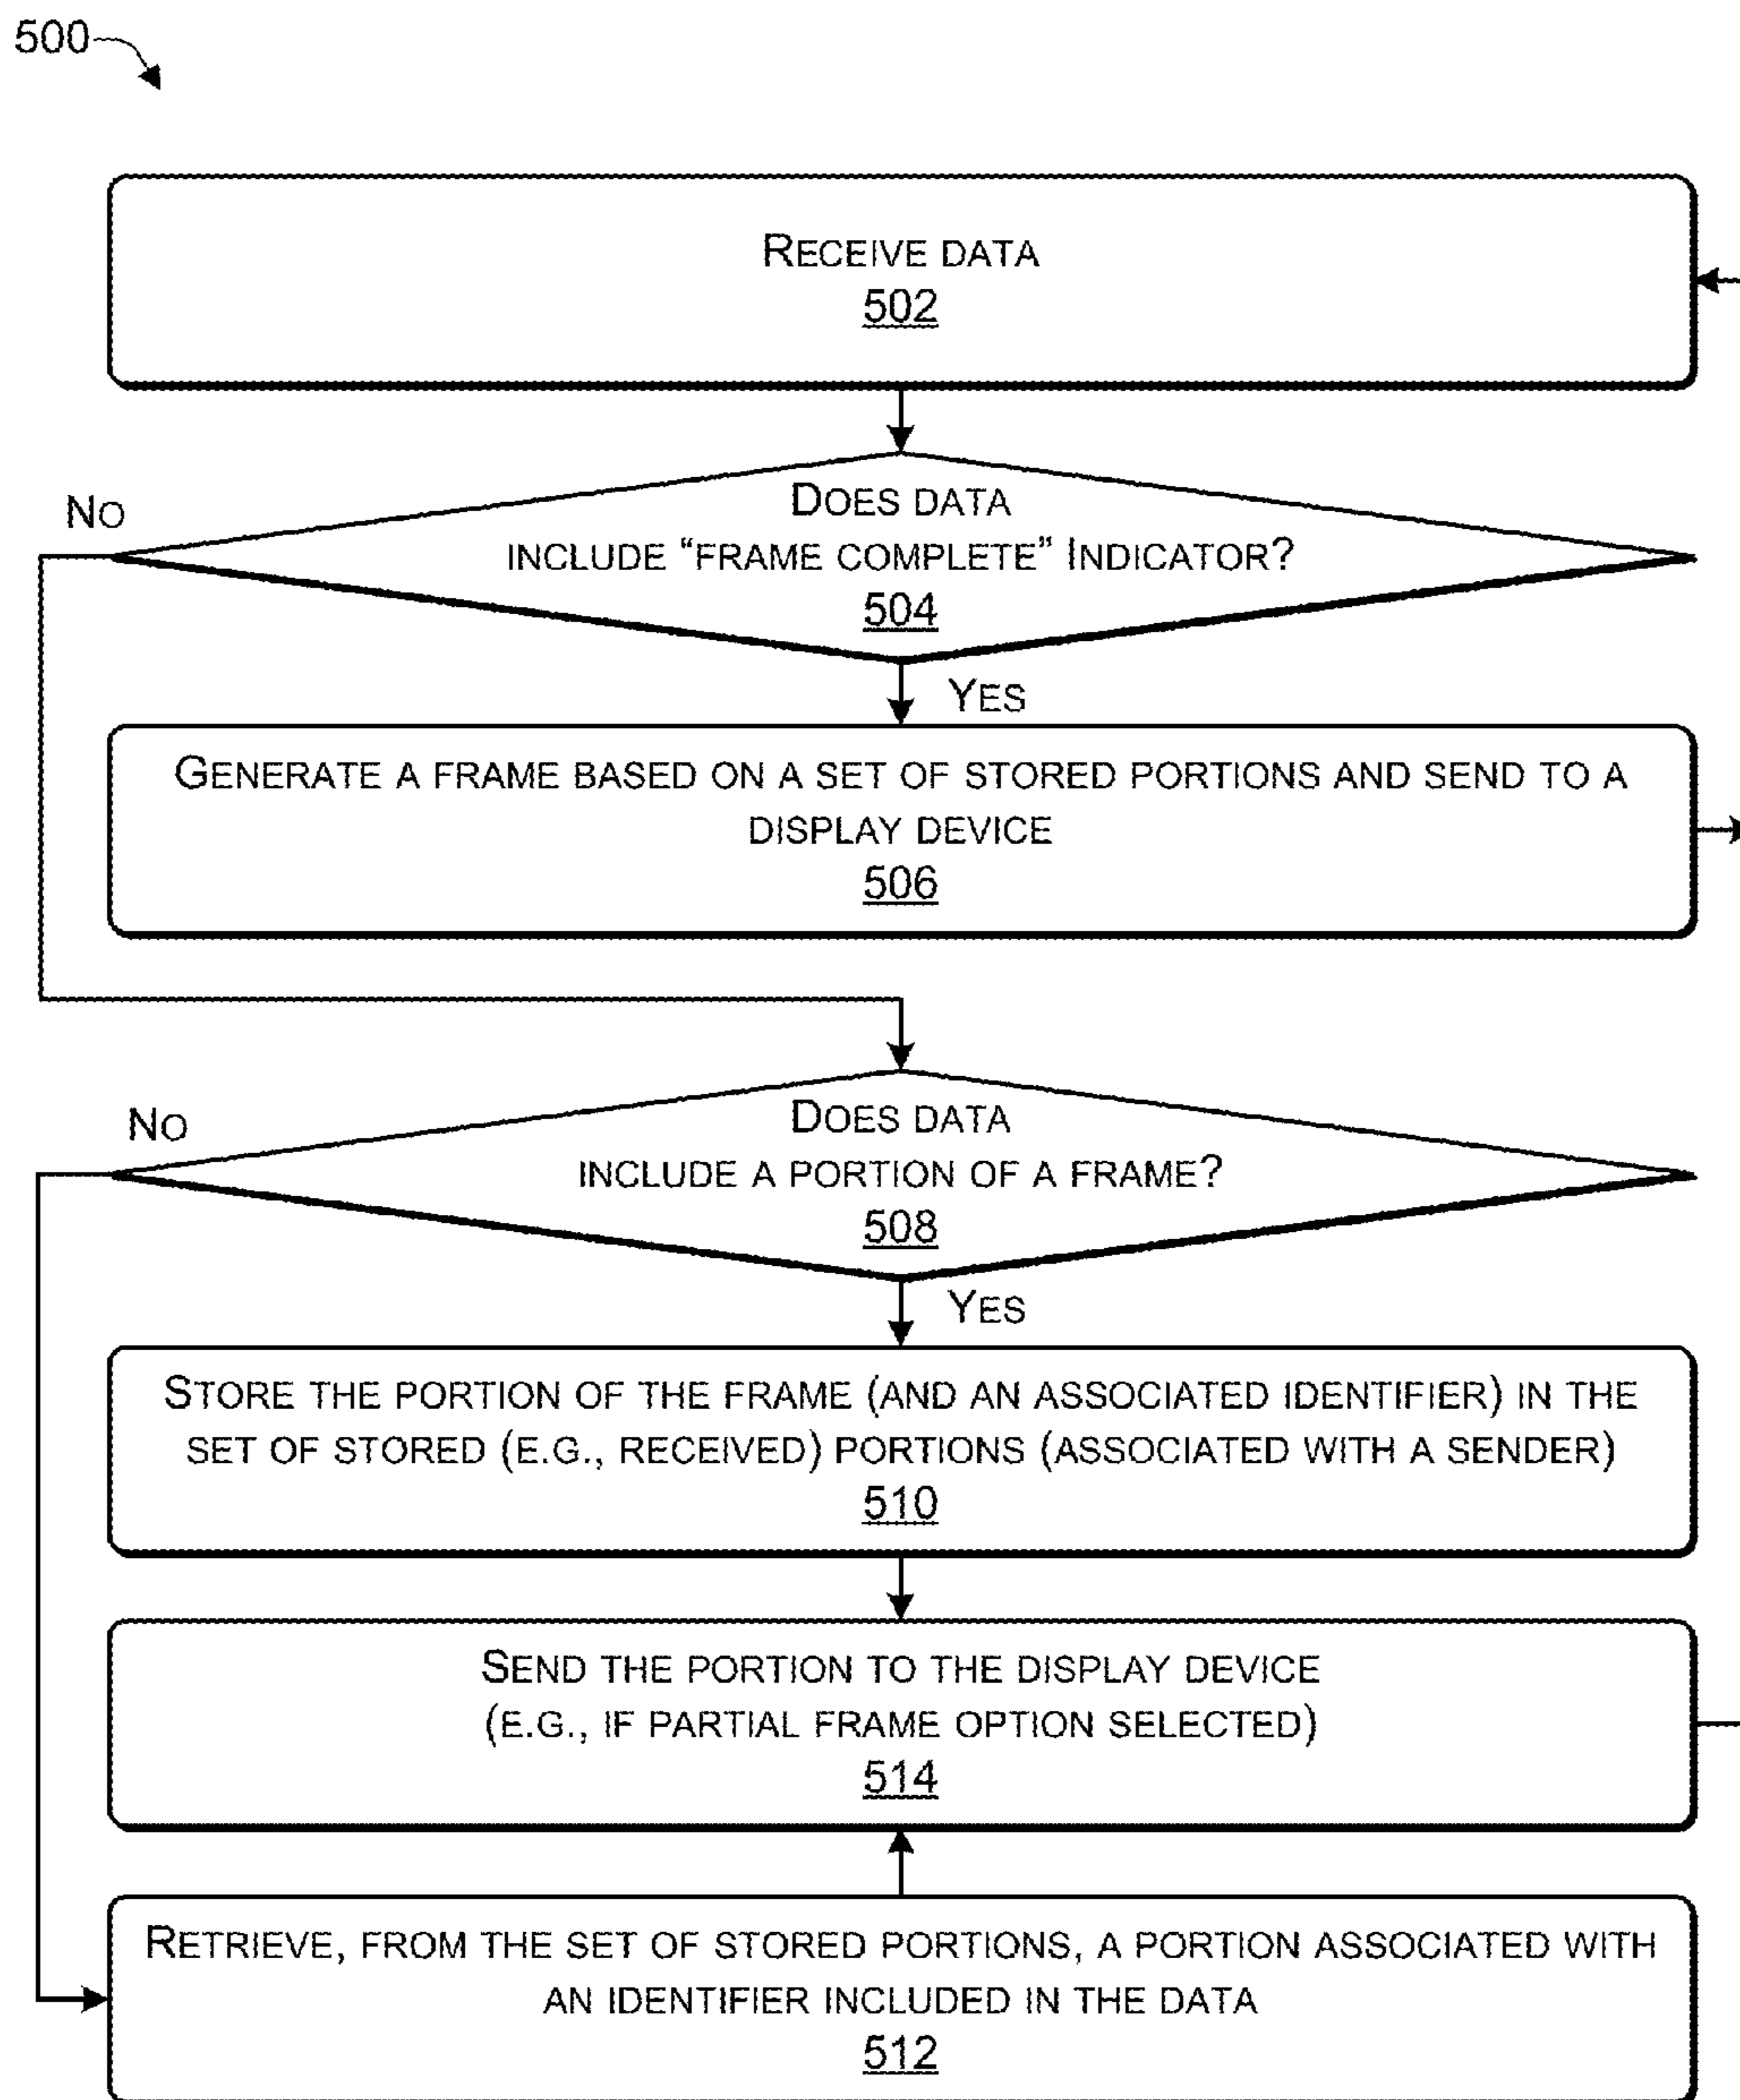 500
RECEIVE DATA
502
NO
DOES DATA
INCLUDE “FRAME COMPLETE” INDICATOR?
504
YES
GENERATE A FRAME BASED ON A SET OF STORED PORTIONS AND SEND TO A
DISPLAY DEVICE
506
NO
DOES DATA
INCLUDE A PORTION OF A FRAME?
508
YES
STORE THE PORTION OF THE FRAME (AND AN ASSOCIATED IDENTIFIER) IN THE
SET OF STORED (E.G., RECEIVED) PORTIONS (ASSOCIATED WITH A SENDER)
510
SEND THE PORTION TO THE DISPLAY DEVICE
(E.G., IF PARTIAL FRAME OPTION SELECTED)
514
RETRIEVE, FROM THE SET OF STORED PORTIONS, A PORTION ASSOCIATED WITH
AN IDENTIFIER INCLUDED IN THE DATA
512